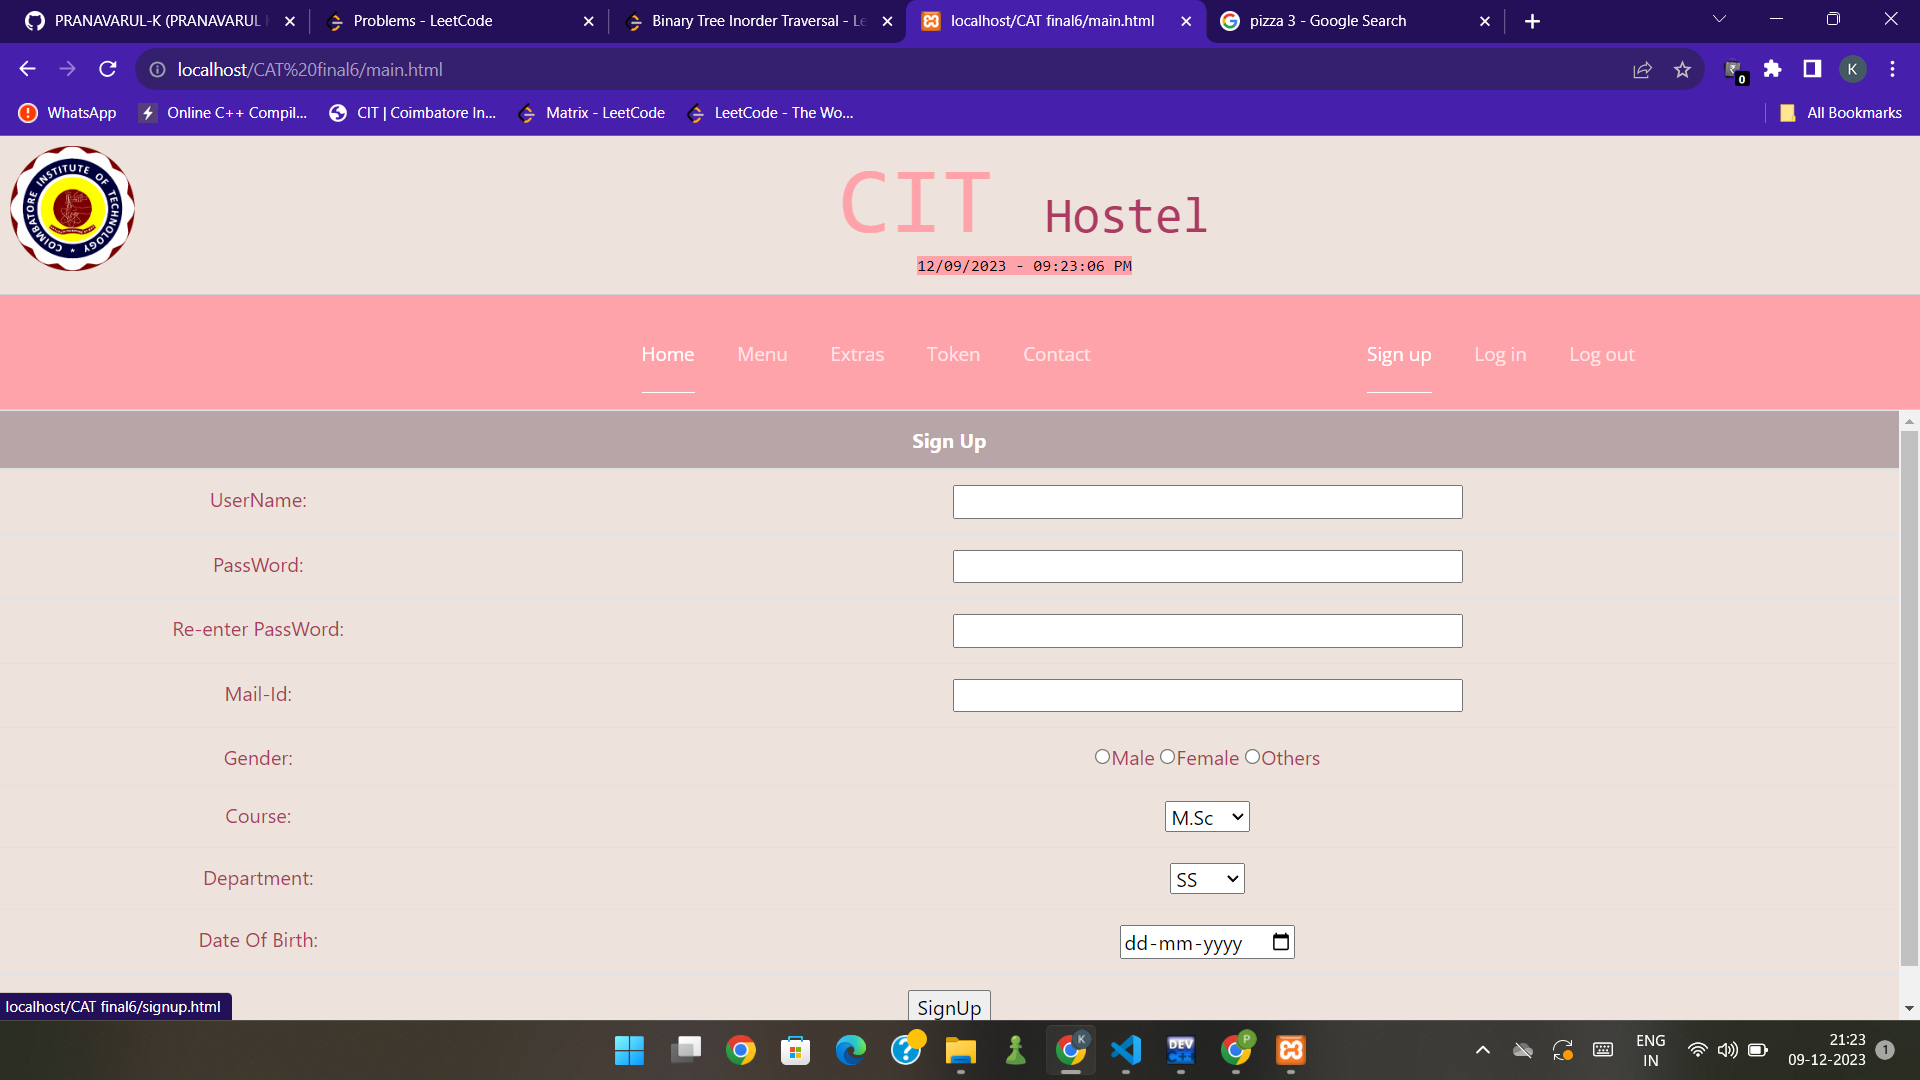 PRANAVARUL-K (PRANAVARUL
Problems - LeetCode
Binary Tree Inorder Traversal - Le
localhost/CAT final6/main.html
pizza 3 - Google Search
localhost/CAT%20final6/main.html
0
K
WhatsApp
Online C++ Compil...
CIT | Coimbatore In...
Matrix - LeetCode
LeetCode - The Wo...
All Bookmarks
COIMBATORE INSTITUTE OF TECHNOLOGY
CIT Hostel
12/09/2023 - 09:23:06 PM
Home
Menu
Extras
Token
Contact
Sign up
Log in
Log out
Sign Up
UserName:
PassWord:
Re-enter PassWord:
Mail-Id:
Gender:
Male Female Others
Course:
M.Sc
Department:
SS
Date Of Birth:
dd-mm-yyyy
SignUp
localhost/CAT final6/signup.html
K
DEV
C++
P
ENG
IN
21:23
09-12-2023
1